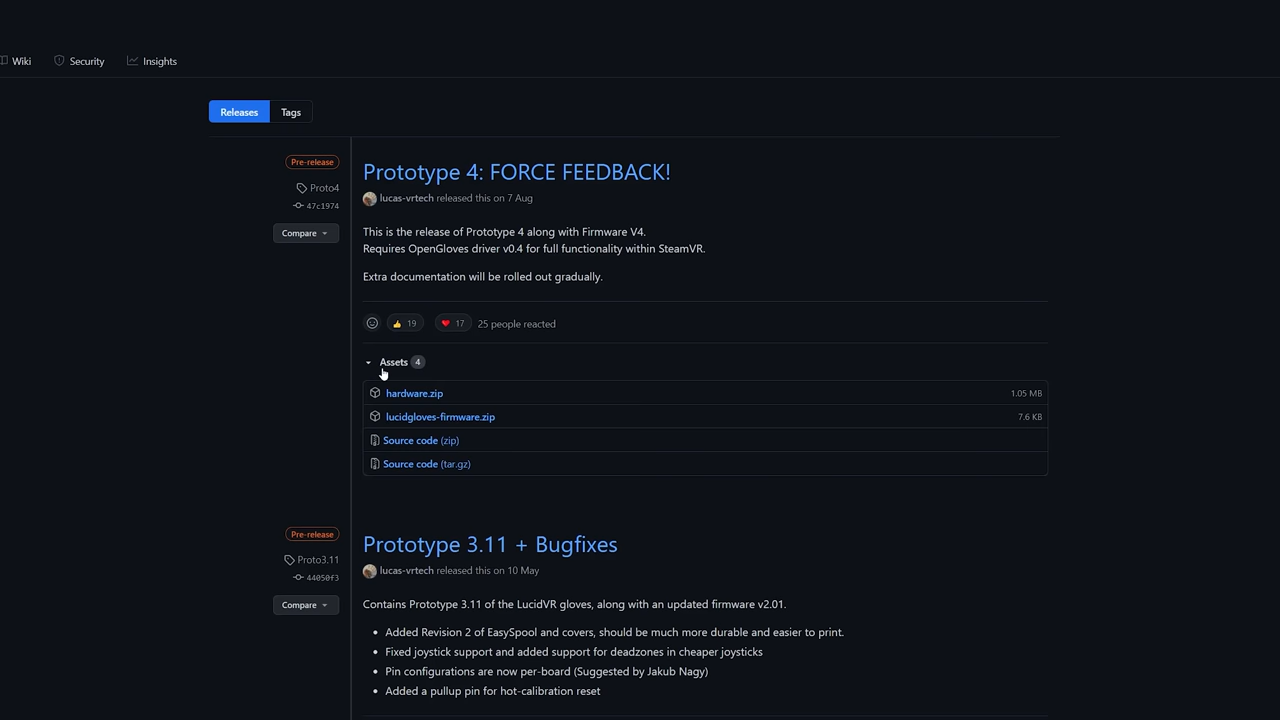 Wiki
Security
Insights
Releases
Tags
Pre-release
Proto4
47c1974
Compare
Prototype 4: FORCE FEEDBACK!
lucas-vrtech released this on 7 Aug
This is the release of Prototype 4 along with Firmware V4.
Requires OpenGloves driver v0.4 for full functionality within SteamVR.
Extra documentation will be rolled out gradually.
19
17
25 people reacted
Assets 4
hardware.zip 1.05 MB
lucidgloves-firmware.zip 7.6 KB
Source code (zip)
Source code (tar.gz)
Pre-release
Proto3.11
44050f3
Compare
Prototype 3.11 + Bugfixes
lucas-vrtech released this on 10 May
Contains Prototype 3.11 of the LucidVR gloves, along with an updated firmware v2.01.
• Added Revision 2 of EasySpool and covers, should be much more durable and easier to print.
• Fixed joystick support and added support for deadzones in cheaper joysticks
• Pin configurations are now per-board (Suggested by Jakub Nagy)
• Added a pullup pin for hot-calibration reset